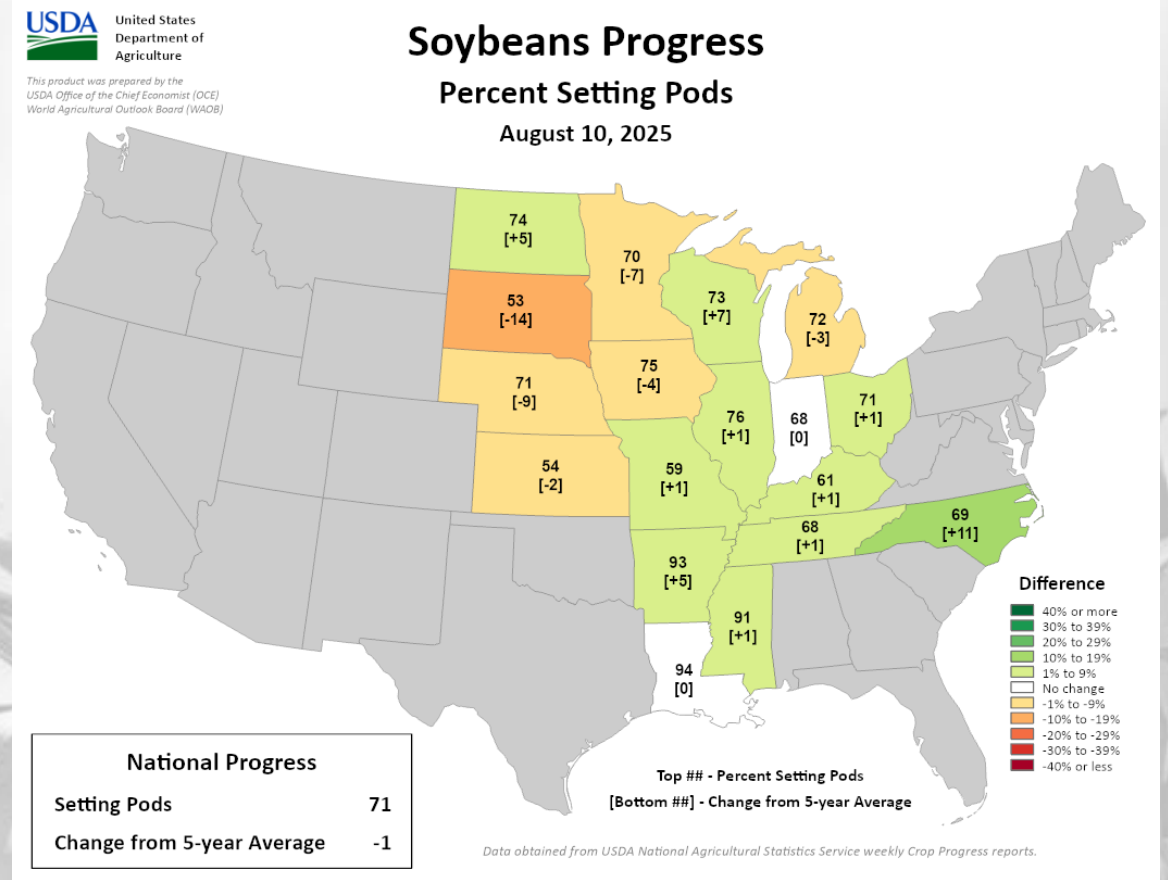 USDA
United States
Department of
Agriculture
This product was prepared by the
USDA Office of the Chief Economist (OCE)
World Agricultural Outlook Board (WAOB)
Soybeans Progress
Percent Setting Pods
August 10, 2025
74
[+5]
70
[-7]
53
[-14]
73
[+7]
72
[-3]
71
[-9]
75
[-4]
76
[+1]
68
[0]
71
[+1]
54
[-2]
59
[+1]
61
[+1]
68
[+1]
69
[+11]
93
[+5]
91
[+1]
94
[0]
Difference
40% or more
30% to 39%
20% to 29%
10% to 19%
1% to 9%
No change
-1% to -9%
-10% to -19%
-20% to -29%
-30% to -39%
-40% or less
National Progress
Setting Pods 71
Change from 5-year Average -1
Top ## - Percent Setting Pods
[Bottom ##] - Change from 5-year Average
Data obtained from USDA National Agricultural Statistics Service weekly Crop Progress reports.